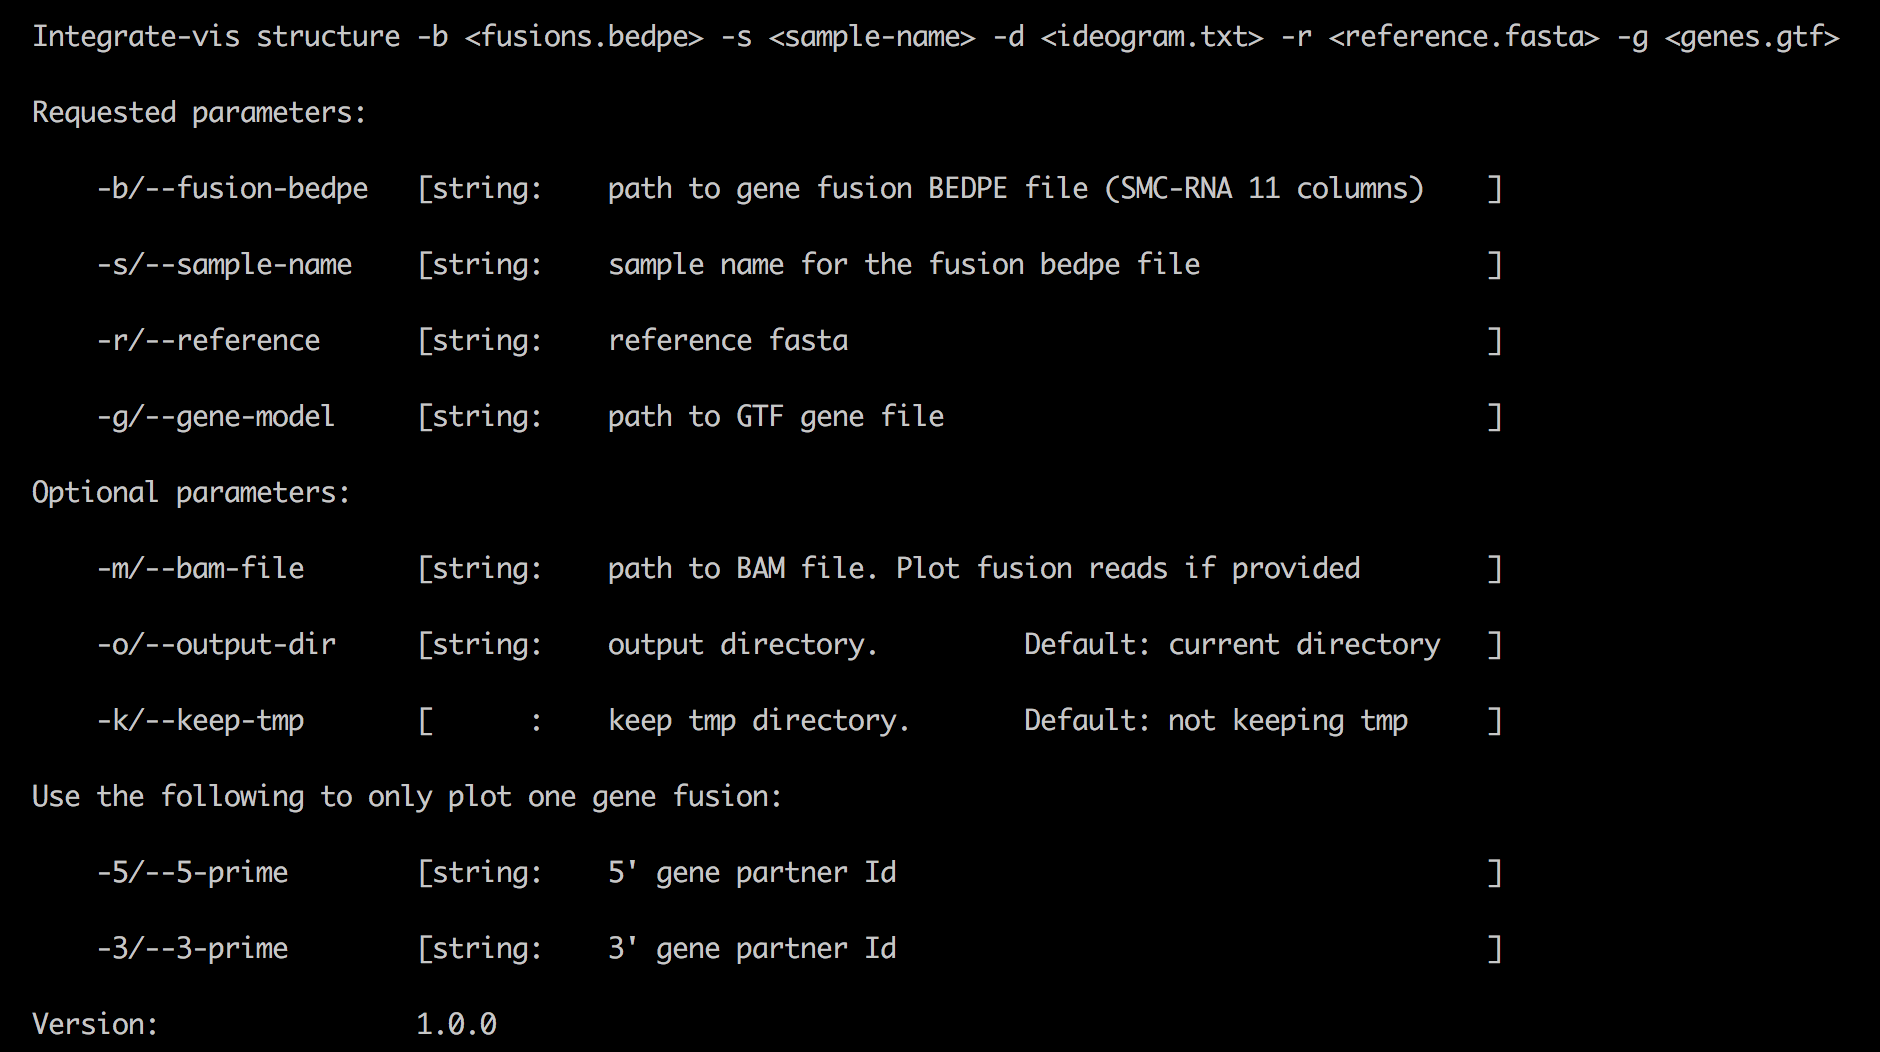 Integrate-vis structure -b <fusions.bedpe> -s <sample-name> -d <ideogram.txt> -r <reference.fasta> -g <genes.gtf>
Requested parameters:
-b/--fusion-bedpe [string: path to gene fusion BEDPE file (SMC-RNA 11 columns) ]
-s/--sample-name [string: sample name for the fusion bedpe file ]
-r/--reference [string: reference fasta ]
-g/--gene-model [string: path to GTF gene file ]
Optional parameters:
-m/--bam-file [string: path to BAM file. Plot fusion reads if provided ]
-o/--output-dir [string: output directory. Default: current directory ]
-k/--keep-tmp [ : keep tmp directory. Default: not keeping tmp ]
Use the following to only plot one gene fusion:
-5/--5-prime [string: 5' gene partner Id ]
-3/--3-prime [string: 3' gene partner Id ]
Version: 1.0.0